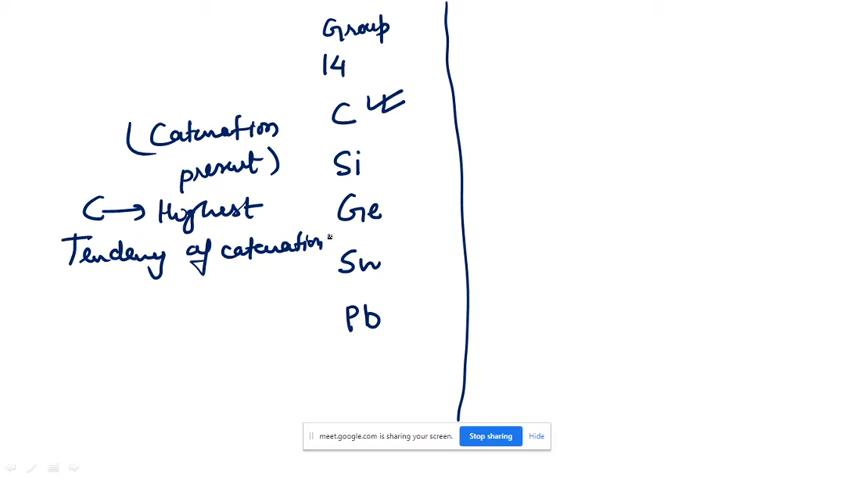 Group
14
C
(Catenation
present)
Si
C → Highest
Ge
Tendency of catenation
Sn
Pb
meet.google.com is sharing your screen. Stop sharing Hide